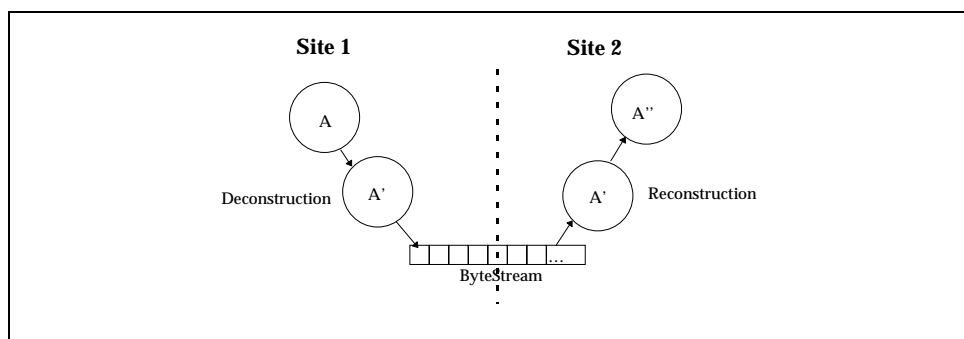 Site 1
Site 2
A
A''
Deconstruction
A'
A'
Reconstruction
...
ByteStream